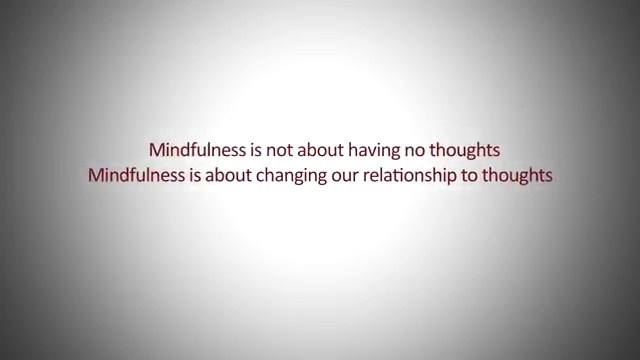 Mindfulness is not about having no thoughts
Mindfulness is about changing our relationship to thoughts